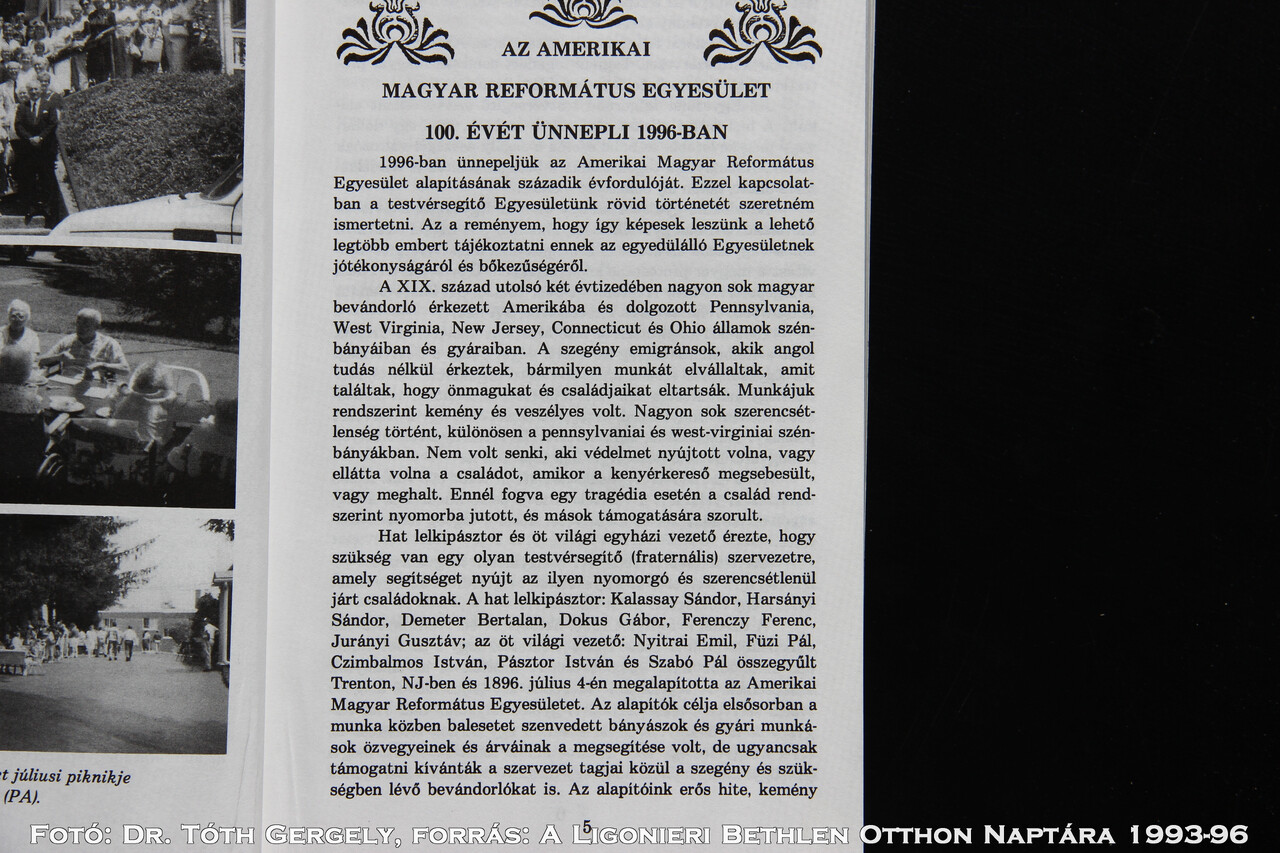 AZ AMERIKAI
MAGYAR REFORMÁTUS EGYESÜLET
100. ÉVÉT ÜNNEPLI 1996-BAN
1996-ban ünnepeljük az Amerikai Magyar Református
Egyesület alapításának századik évfordulóját. Ezzel kapcsolat-
ban a testvérsegítő Egyesületünk rövid történetét szeretném
ismertetni. Az a reményem, hogy így képesek leszünk a lehető
legtöbb embert tájékoztatni ennek az egyedülálló Egyesületnek
jótékonyságáról és bőkezűségéről.
A XIX. század utolsó két évtizedében nagyon sok magyar
bevándorló érkezett Amerikába és dolgozott Pennsylvania,
West Virginia, New Jersey, Connecticut és Ohio államok szén-
bányáiban és gyáraiban. A szegény emigránsok, akik angol
tudás nélkül érkeztek, bármilyen munkát elvállaltak, amit
találtak, hogy önmagukat és családjaikat eltartsák. Munkájuk
rendszerint kemény és veszélyes volt. Nagyon sok szerencsét-
lenség történt, különösen a pennsylvaniai és west-virginiai szén-
bányákban. Nem volt senki, aki védelmet nyújtott volna, vagy
ellátta volna a családot, amikor a kenyérkereső megsebesült,
vagy meghalt. Ennél fogva egy tragédia esetén a család rend-
szerint nyomorba jutott, és mások támogatására szorult.
Hat lelkipásztor és öt világi egyházi vezető érezte, hogy
szükség van egy olyan testvérsegítő (fraternális) szervezetre,
amely segítséget nyújt az ilyen nyomorgó és szerencsétlenül
járt családoknak. A hat lelkipásztor: Kalassay Sándor, Harsányi
Sándor, Demeter Bertalan, Dokus Gábor, Ferenczy Ferenc,
Jurányi Gusztáv; az öt világi vezető: Nyitrai Emil, Füzi Pál,
Czimbalmos István, Pásztor István és Szabó Pál összegyűlt
Trenton, NJ-ben és 1896. július 4-én megalapította az Amerikai
Magyar Református Egyesületet. Az alapítók célja elsősorban a
munka közben balesetet szenvedett bányászok és gyári munká-
sok özvegyeinek és árváinak a megsegítése volt, de ugyancsak
támogatni kívánták a szervezet tagjai közül a szegény és szük-
ségben lévő bevándorlókat is. Az alapítóink erős hite, kemény
5
t júliusi piknikje
(PA).
Fotó: Dr. Tóth Gergely, forrás: A Ligonieri Bethlen Otthon Naptára 1993-96